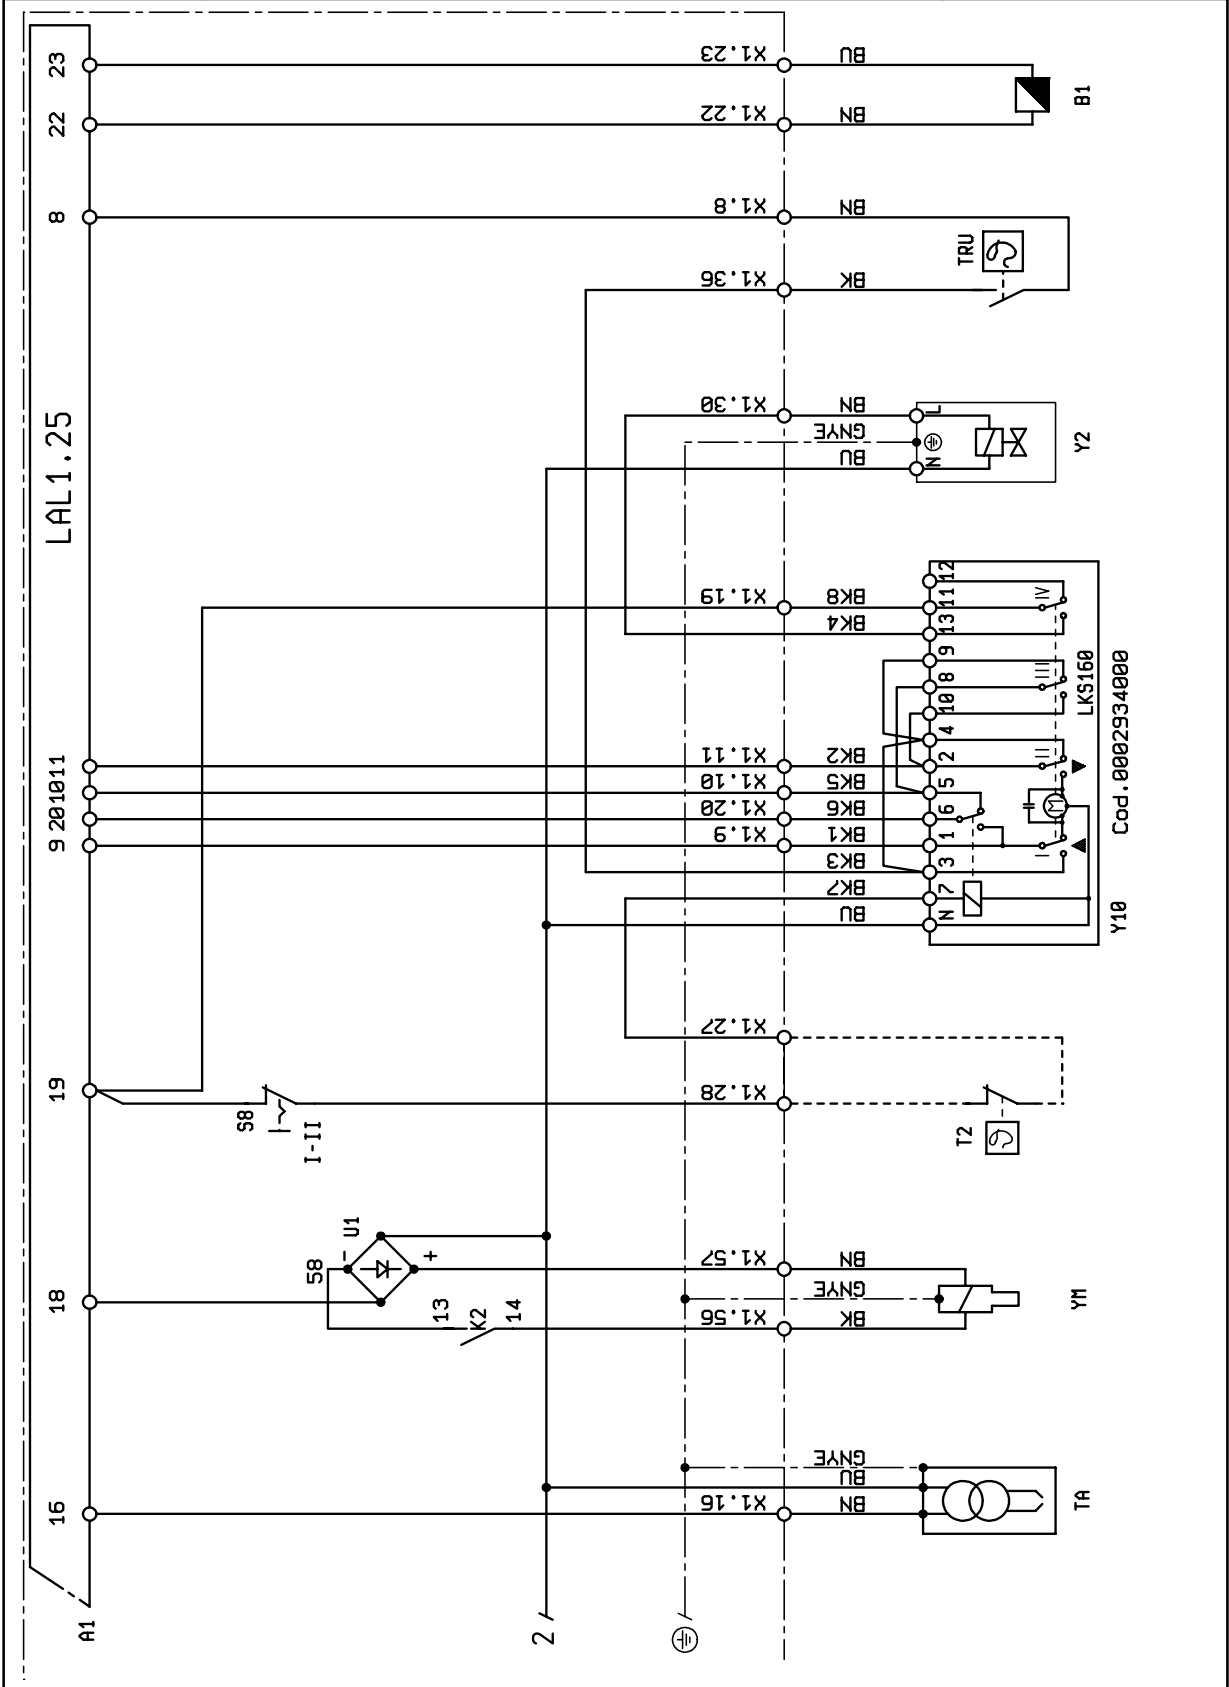 LAL1.25
A1
16
18
19
9 20 10 11
8
22
23
58
U1
-
+
13
K2
14
S8
I-II
2
X1.16
X1.56
X1.57
X1.28
X1.27
X1.9
X1.20
X1.10
X1.11
X1.19
X1.30
X1.36
X1.8
X1.22
X1.23
BN
BU
GNYE
BK
GNYE
BN
BU
BK7
BK3
BK1
BK6
BK5
BK2
BK4
BK8
BU
GNYE
BN
BK
BN
BN
BU
N
7
3
1
6
5
2
4
10
8
9
13
11
12
I
II
III
IV
M
LKS160
N
L
TA
YM
T2
Y10
Cod.0002934000
Y2
TRU
B1